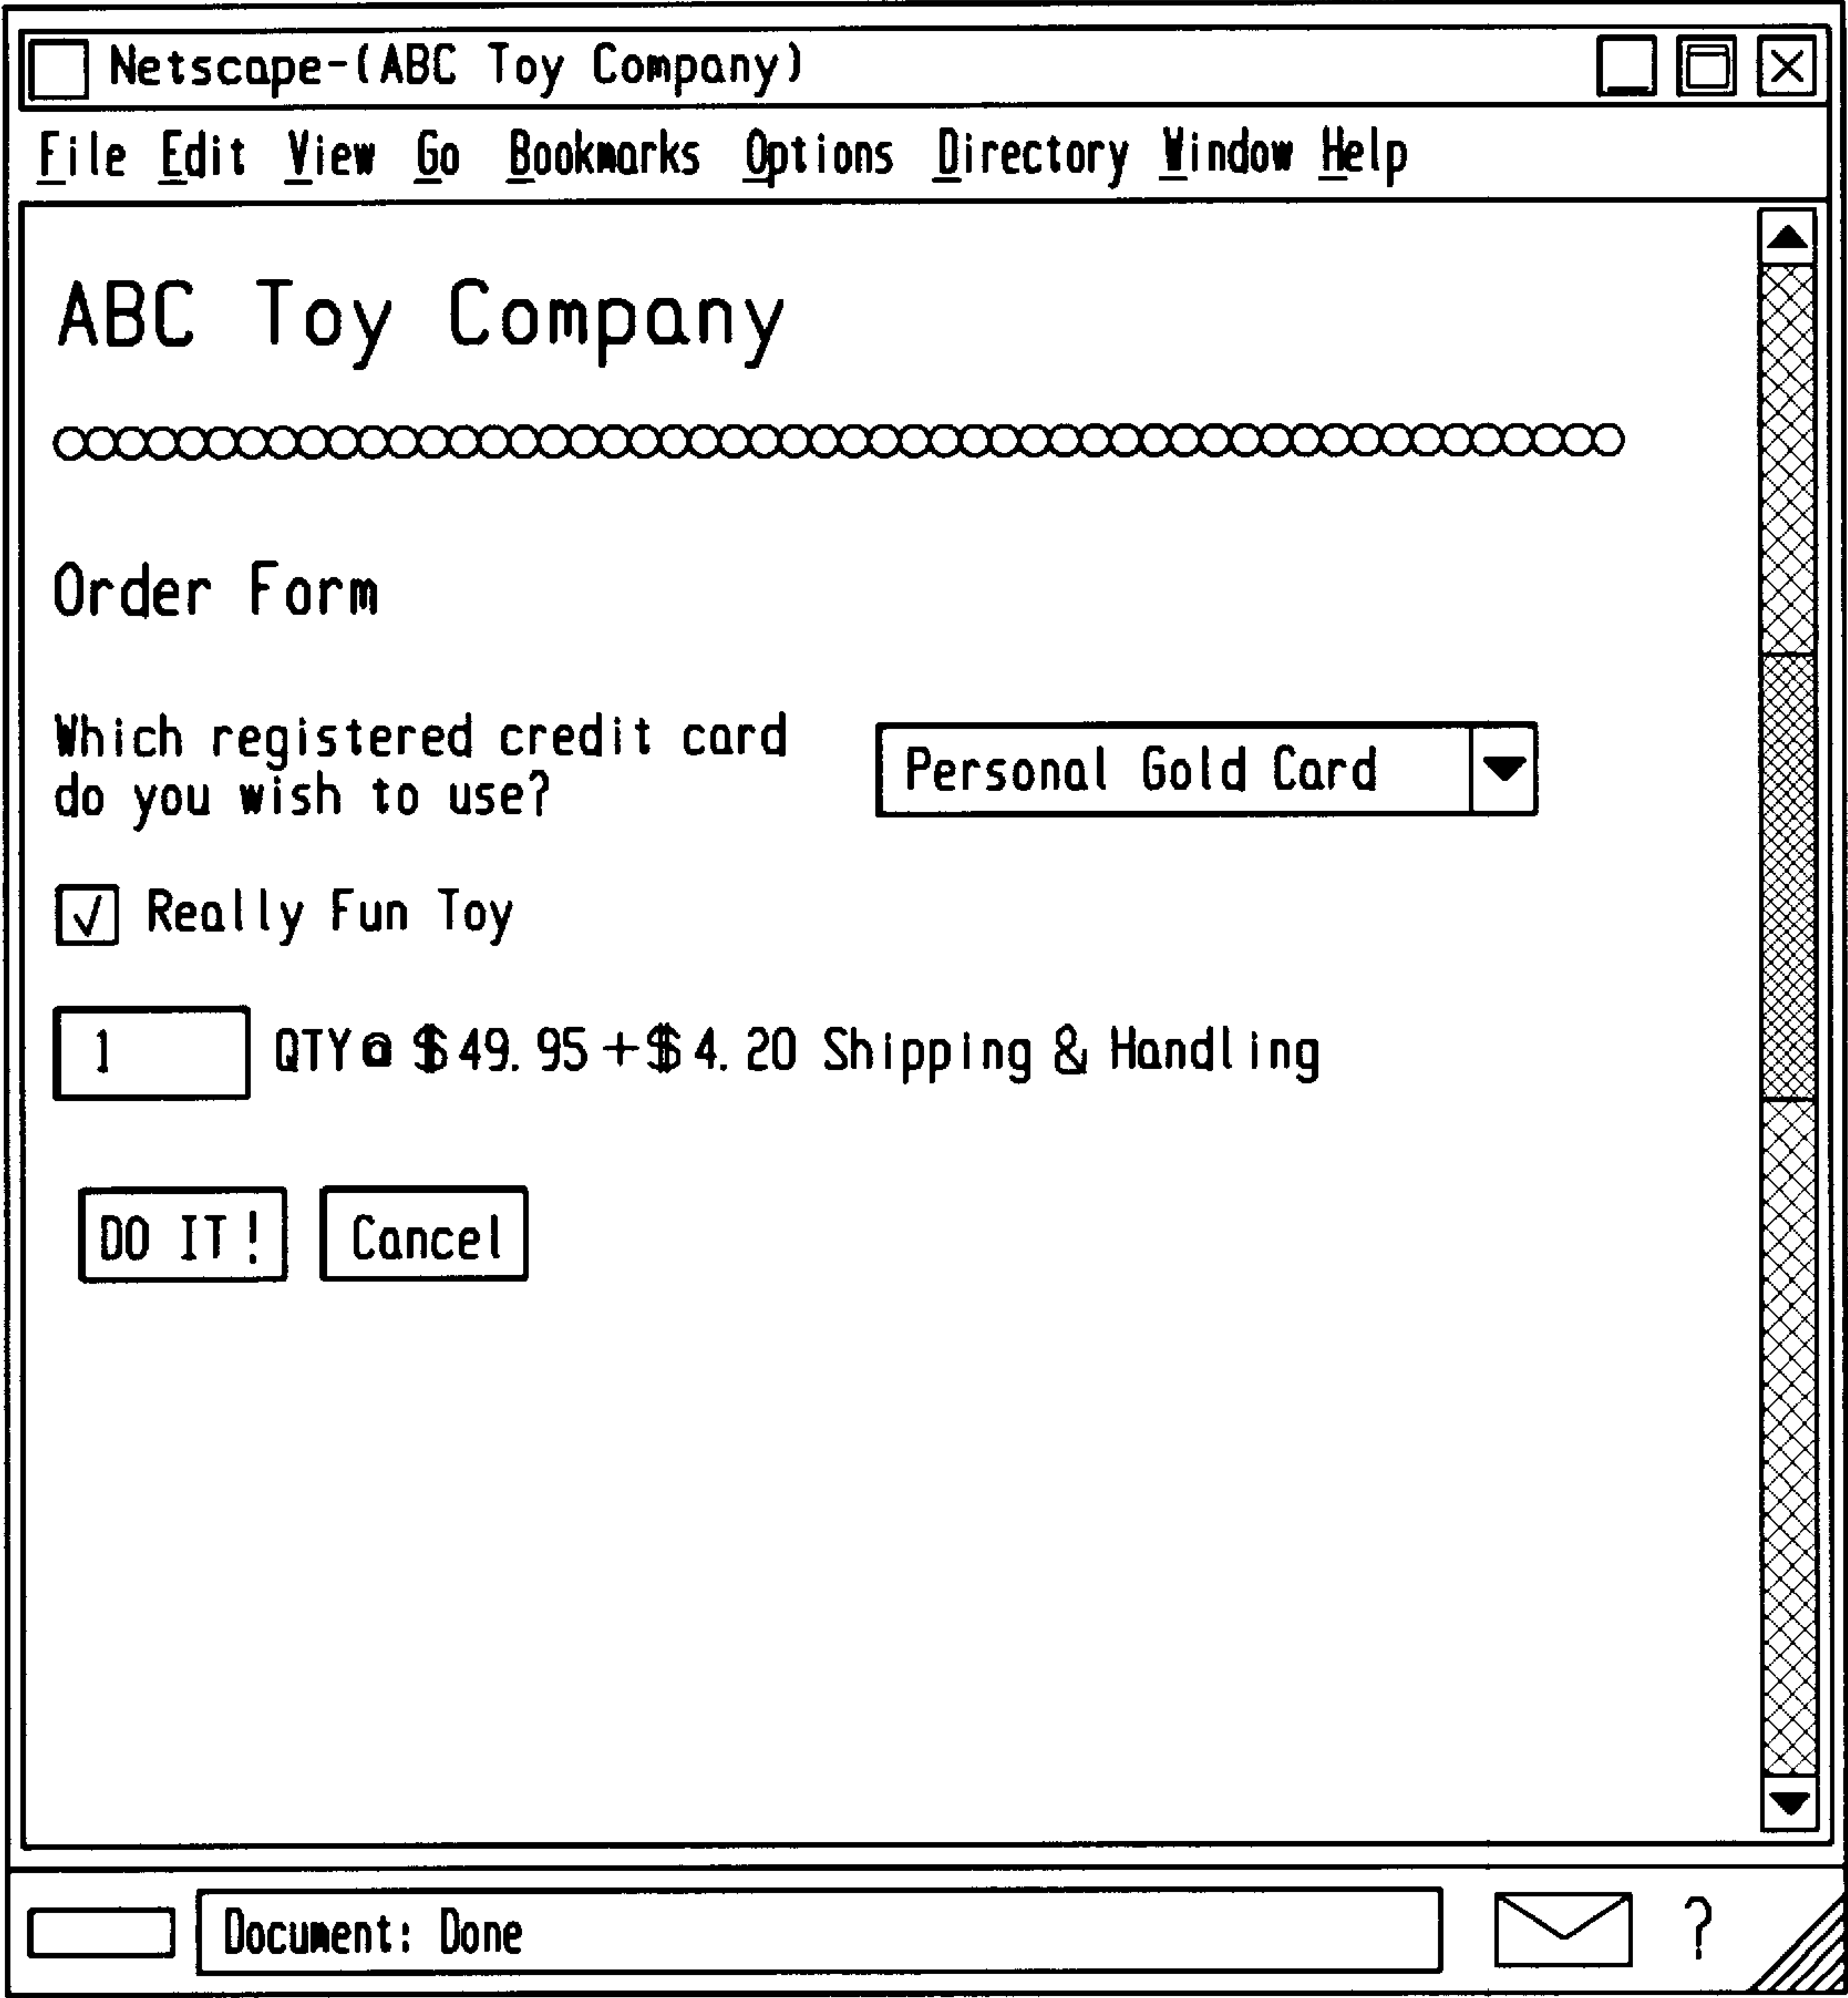 Netscape-(ABC Toy Company)
File Edit View Go Bookmarks Options Directory Window Help
ABC Toy Company
Order Form
Which registered credit card
do you wish to use?
Personal Gold Card
Really Fun Toy
1 QTY@ $49.95+$4.20 Shipping & Handling
DO IT! Cancel
Document: Done
?